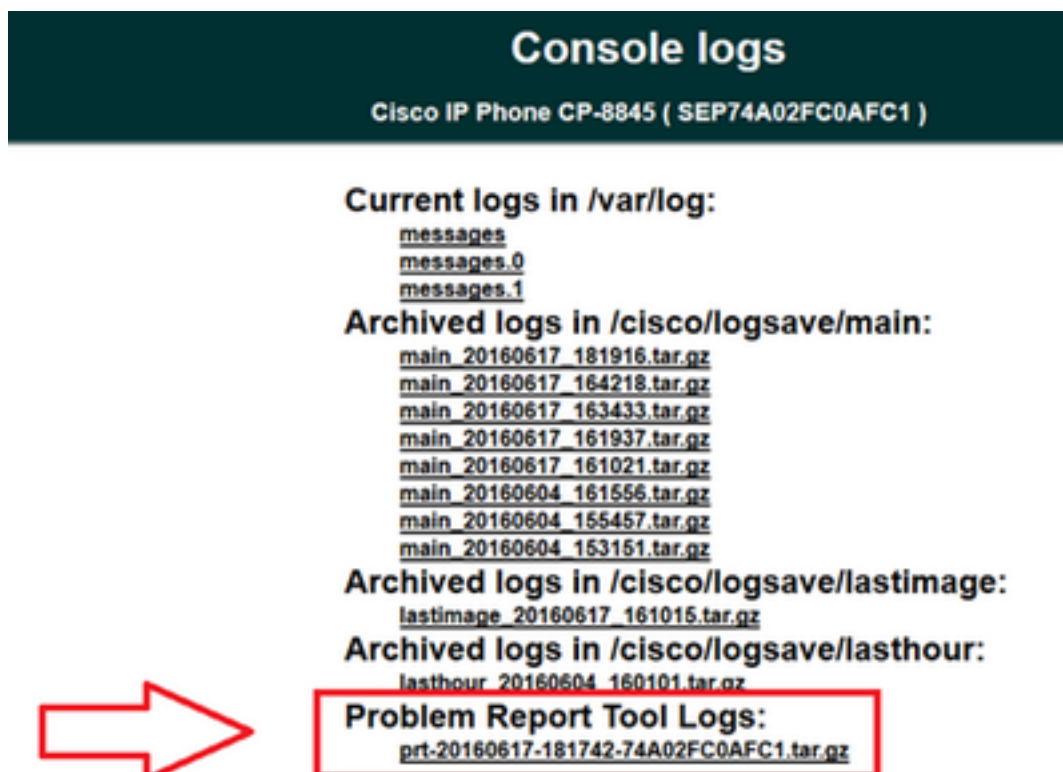 Console logs
Cisco IP Phone CP-8845 ( SEP74A02FC0AFC1 )
Current logs in /var/log:
messages
messages.0
messages.1
Archived logs in /cisco/logsave/main:
main_20160617_181916.tar.gz
main_20160617_164218.tar.gz
main_20160617_163433.tar.gz
main_20160617_161937.tar.gz
main_20160617_161021.tar.gz
main_20160604_161556.tar.gz
main_20160604_155457.tar.gz
main_20160604_153151.tar.gz
Archived logs in /cisco/logsave/lastimage:
lastimage_20160617_161015.tar.gz
Archived logs in /cisco/logsave/lasthour:
lasthour_20160604_160101.tar.gz
Problem Report Tool Logs:
prt-20160617-181742-74A02FC0AFC1.tar.gz